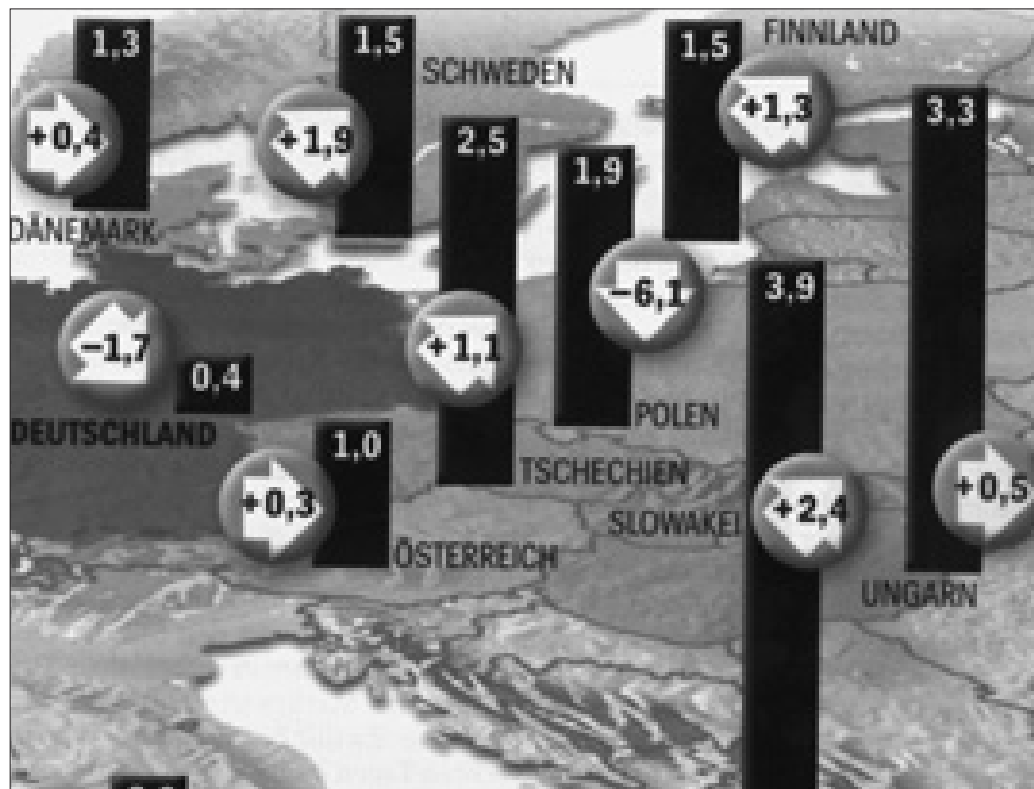 1,3
1,5
SCHWEDEN
1,5
FINNLAND
+0,4
+1,9
+1,3
2,5
1,9
3,3
DÄNEMARK
−6,1
3,9
−1,7
+1,1
0,4
DEUTSCHLAND
POLEN
1,0
TSCHECHIEN
+0,3
SLOWAKEI
+2,4
+0,5
ÖSTERREICH
UNGARN